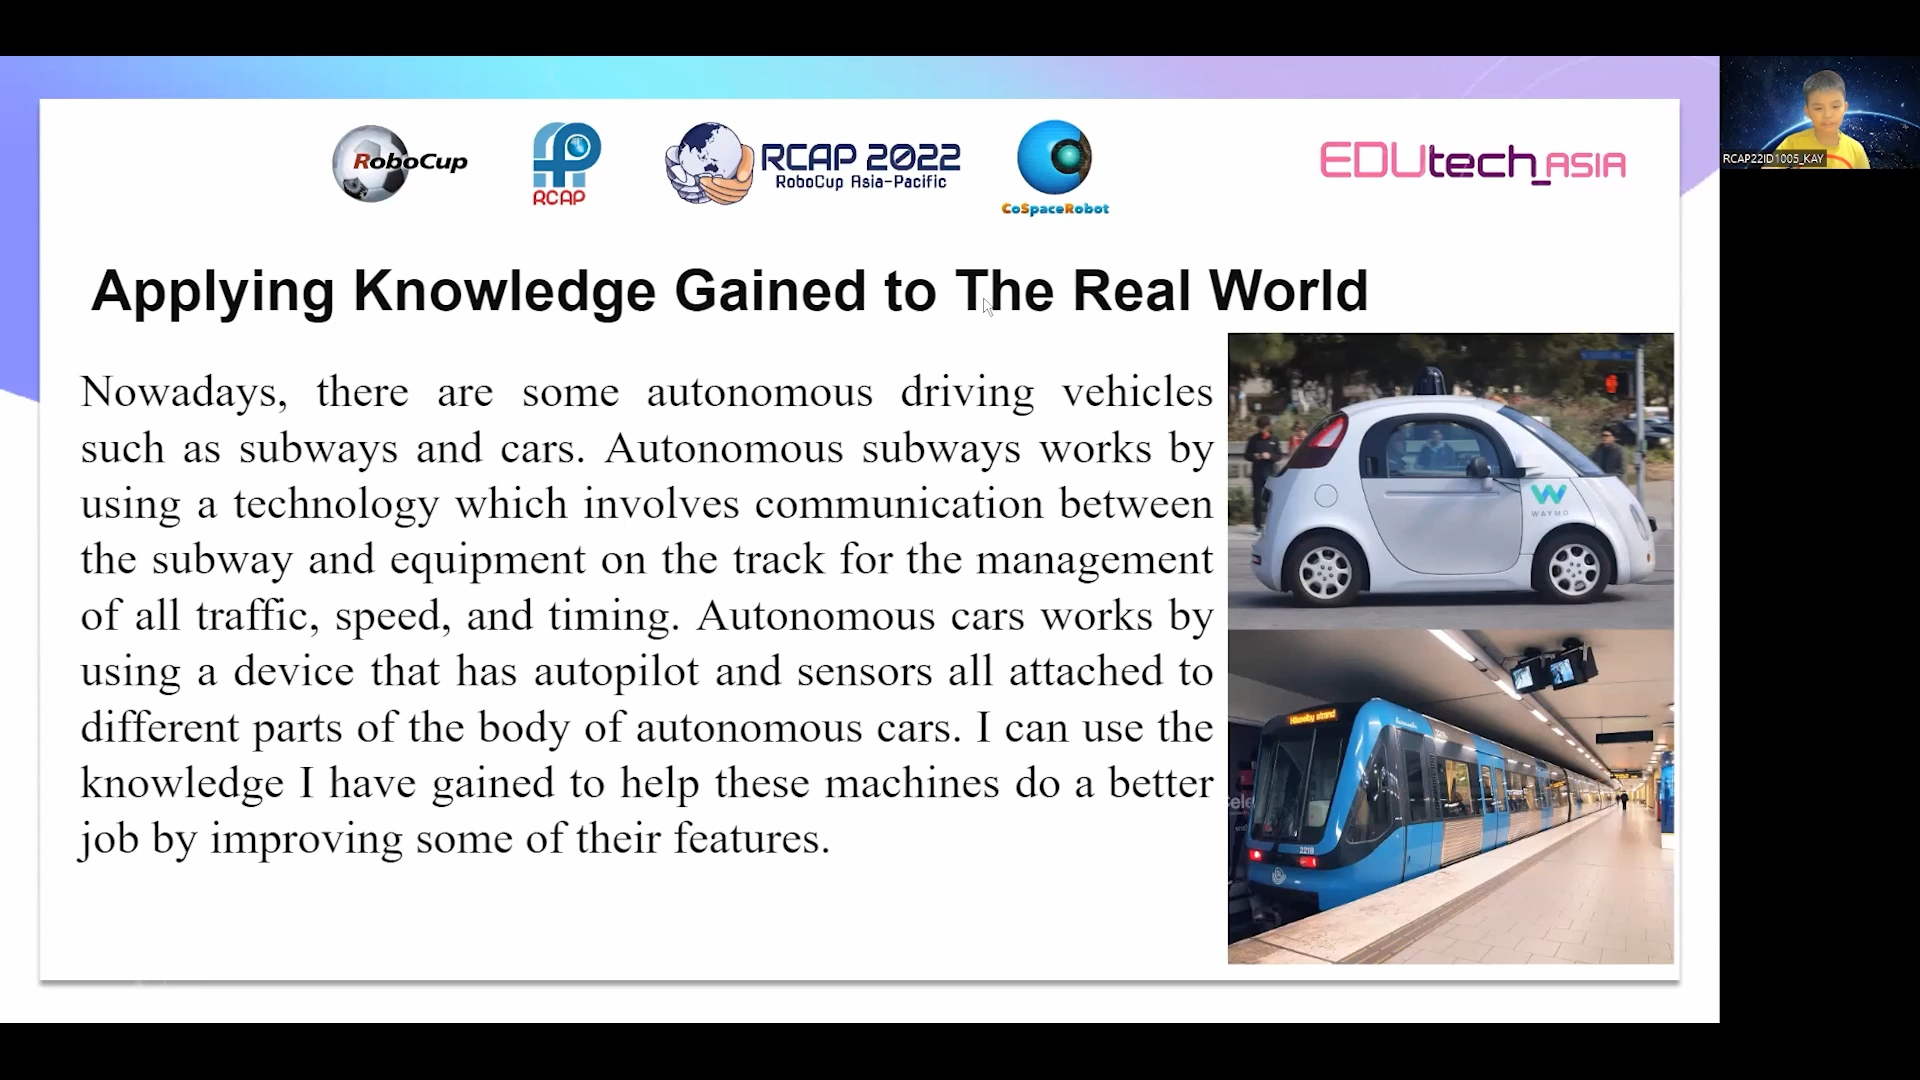 RoboCup
RCAP
RCAP 2022
RoboCup Asia-Pacific
CoSpaceRobot
EDUtech_ASIA
RCAP22ID1005_KAY
Applying Knowledge Gained to The Real World
Nowadays, there are some autonomous driving vehicles
such as subways and cars. Autonomous subways works by
using a technology which involves communication between
the subway and equipment on the track for the management
of all traffic, speed, and timing. Autonomous cars works by
using a device that has autopilot and sensors all attached to
different parts of the body of autonomous cars. I can use the
knowledge I have gained to help these machines do a better
job by improving some of their features.
WAYMO
Hässelby strand
2218